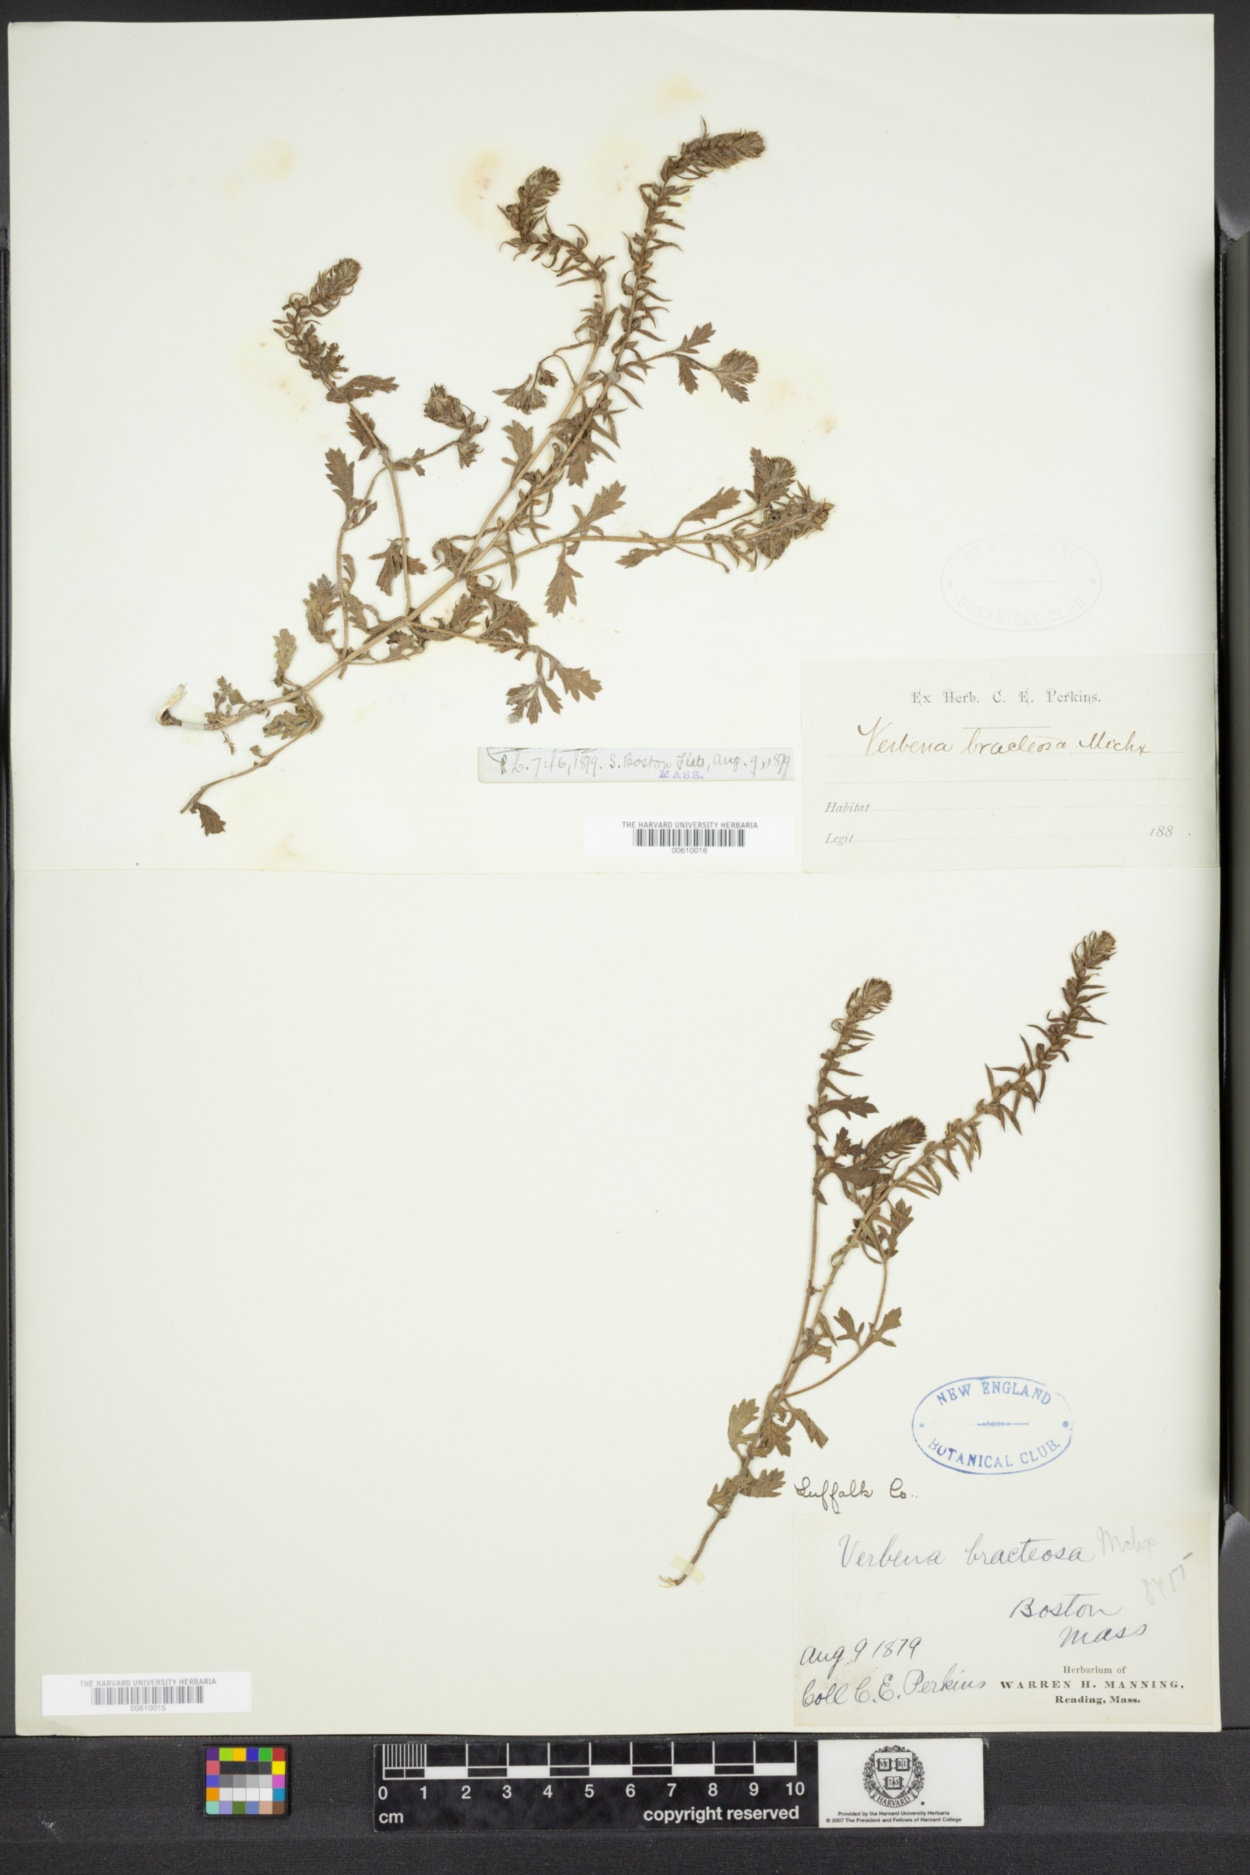 NEW ENGLAND
BOTANICAL CLUB
Ex Herb. C. E. Perkins.
Verbena bracteosa Michx
Habitat
Legit 188 .
746, 1879. S. Boston Flats, Aug. 9, 1879
MASS.
THE HARVARD UNIVERSITY HERBARIA
00610016
NEW ENGLAND
BOTANICAL CLUB.
Suffolk Co..
Verbena bracteosa Mchx
Boston
Mass
Aug 9 1879
Coll C. E. Perkins
Herbarium of
WARREN H. MANNING,
Reading, Mass.
THE HARVARD UNIVERSITY HERBARIA
00610015
0 1 2 3 4 5 6 7 8 9 10
cm
copyright reserved
HARVARD
Provided by the Harvard University Herbaria
© 2007 The President and Fellows of Harvard College